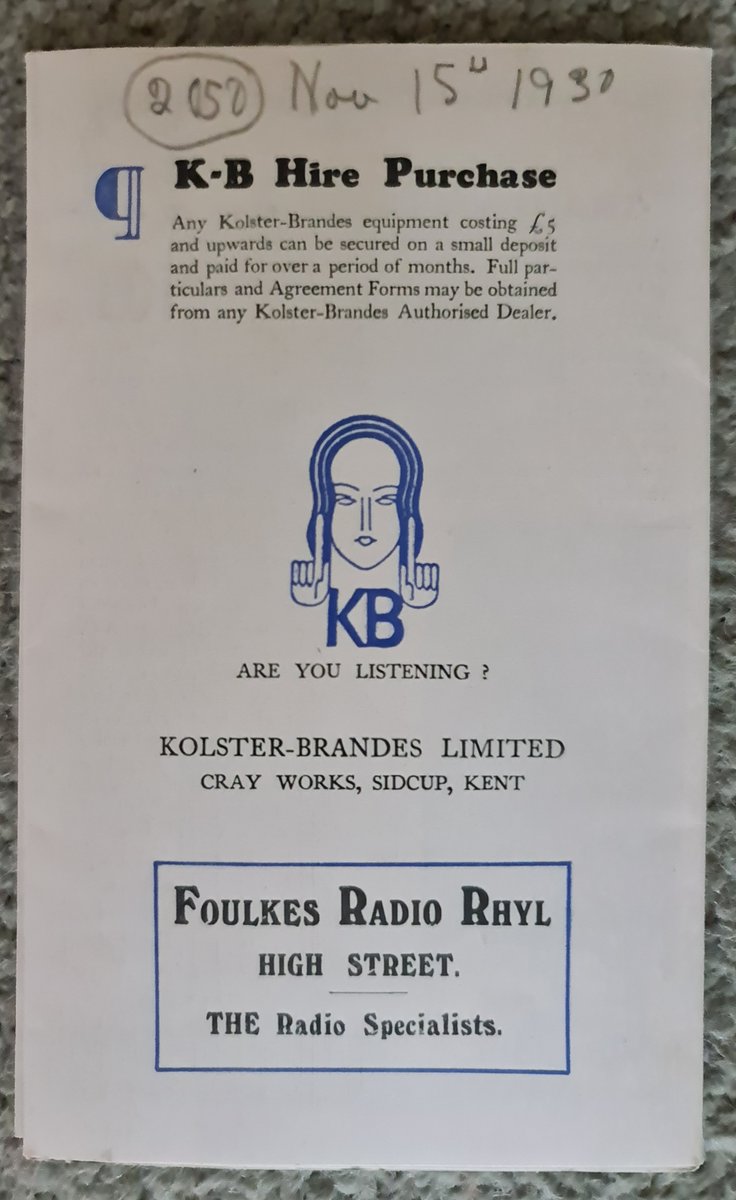 Nov 15th 1930
¶ K-B Hire Purchase
Any Kolster-Brandes equipment costing £5
and upwards can be secured on a small deposit
and paid for over a period of months. Full par-
ticulars and Agreement Forms may be obtained
from any Kolster-Brandes Authorised Dealer.
KB
ARE YOU LISTENING ?
KOLSTER-BRANDES LIMITED
CRAY WORKS, SIDCUP, KENT
FOULKES RADIO RHYL
HIGH STREET.
THE Radio Specialists.